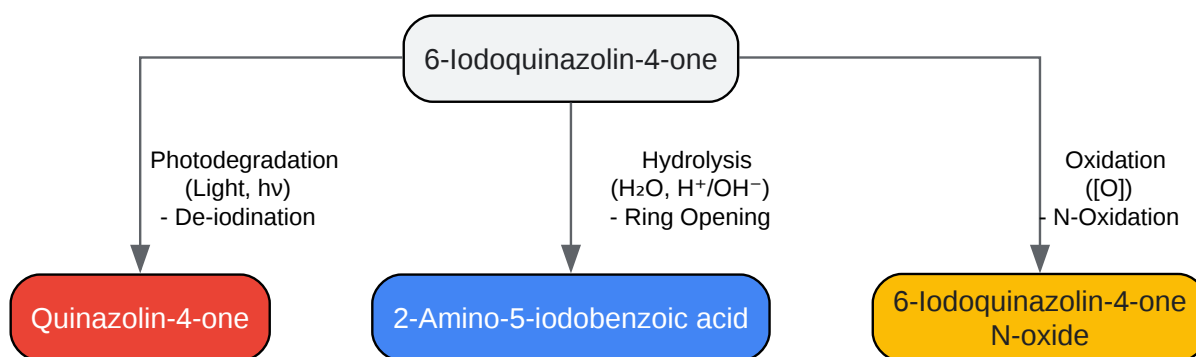 6-Iodoquinazolin-4-one
Photodegradation
(Light, hν)
- De-iodination
Hydrolysis
(H₂O, H⁺/OH⁻)
- Ring Opening
Oxidation
([O])
- N-Oxidation
Quinazolin-4-one
2-Amino-5-iodobenzoic acid
6-Iodoquinazolin-4-one
N-oxide